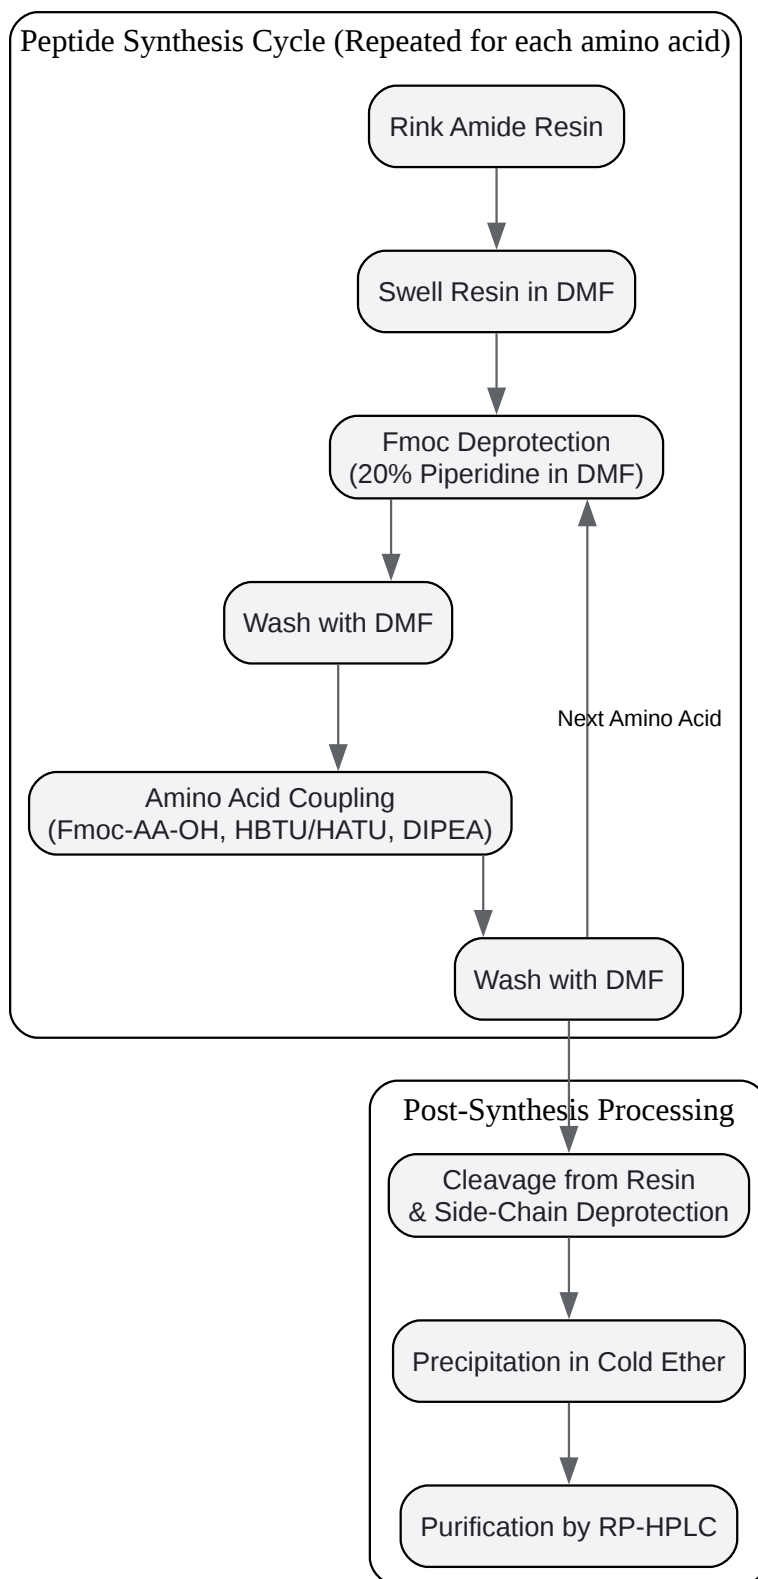 Peptide Synthesis Cycle (Repeated for each amino acid)
Rink Amide Resin
Swell Resin in DMF
Fmoc Deprotection
(20% Piperidine in DMF)
Wash with DMF
Next Amino Acid
Amino Acid Coupling
(Fmoc-AA-OH, HBTU/HATU, DIPEA)
Wash with DMF
Post-Synthesis Processing
Cleavage from Resin
& Side-Chain Deprotection
Precipitation in Cold Ether
Purification by RP-HPLC